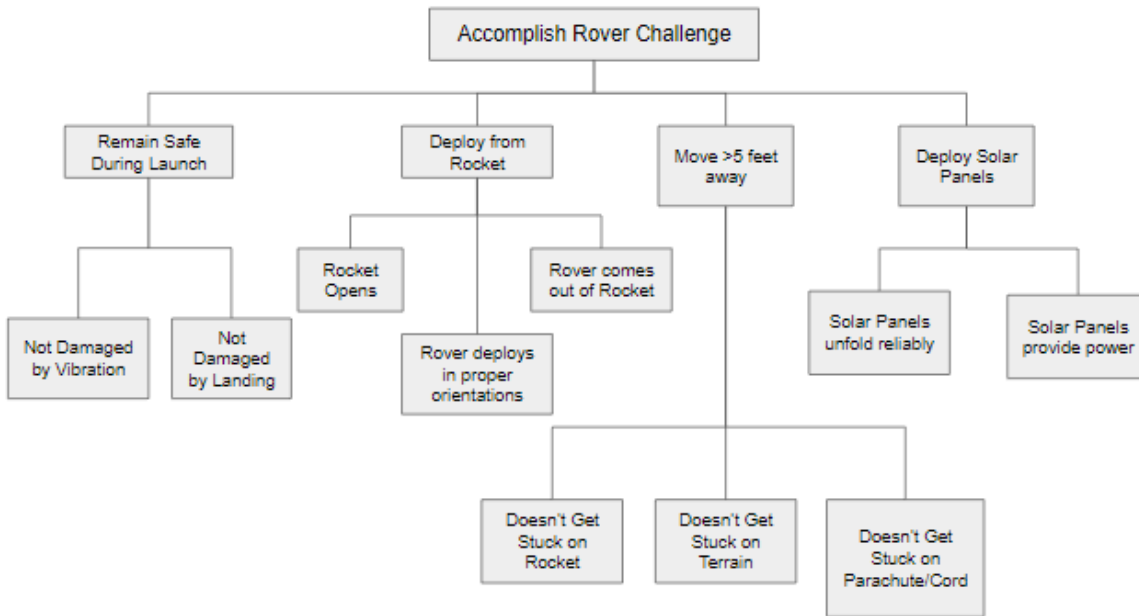 Accomplish Rover Challenge
Remain Safe
During Launch
Deploy from
Rocket
Move >5 feet
away
Deploy Solar
Panels
Rocket
Opens
Rover comes
out of Rocket
Not Damaged
by Vibration
Not
Damaged
by Landing
Rover deploys
in proper
orientations
Solar Panels
unfold reliably
Solar Panels
provide power
Doesn't Get
Stuck on
Rocket
Doesn't Get
Stuck on
Terrain
Doesn't Get
Stuck on
Parachute/Cord